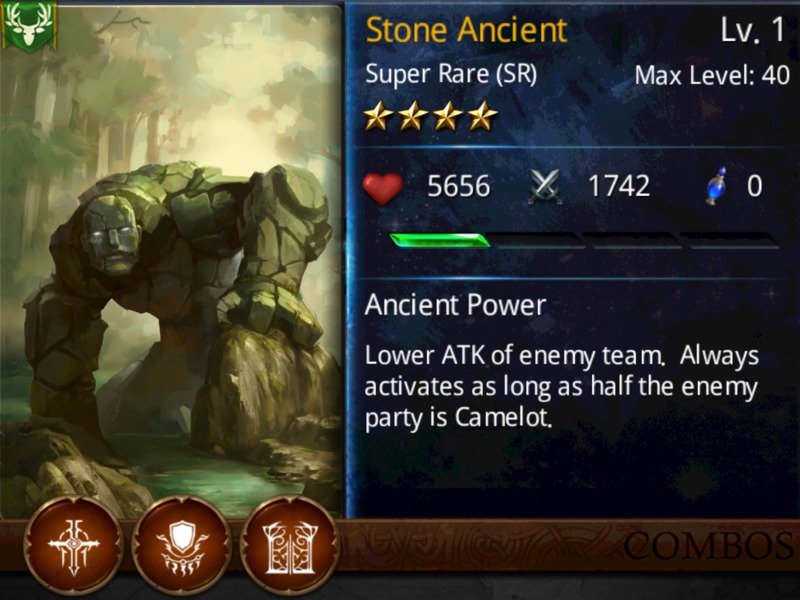 Stone Ancient Lv. 1
Super Rare (SR) Max Level: 40
5656 1742 0
Ancient Power
Lower ATK of enemy team. Always
activates as long as half the enemy
party is Camelot.
COMBOS